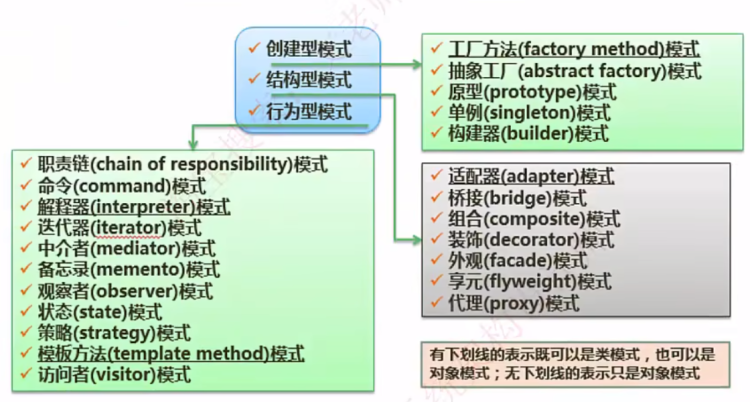 创建型模式
结构型模式
行为型模式
工厂方法(factory method)模式
抽象工厂(abstract factory)模式
原型(prototype)模式
单例(singleton)模式
构建器(builder)模式
职责链(chain of responsibility)模式
命令(command)模式
解释器(interpreter)模式
迭代器(iterator)模式
中介者(mediator)模式
备忘录(memento)模式
观察者(observer)模式
状态(state)模式
策略(strategy)模式
模板方法(template method)模式
访问者(visitor)模式
适配器(adapter)模式
桥接(bridge)模式
组合(composite)模式
装饰(decorator)模式
外观(facade)模式
享元(flyweight)模式
代理(proxy)模式
有下划线的表示既可以是类模式，也可以是
对象模式；无下划线的表示只是对象模式